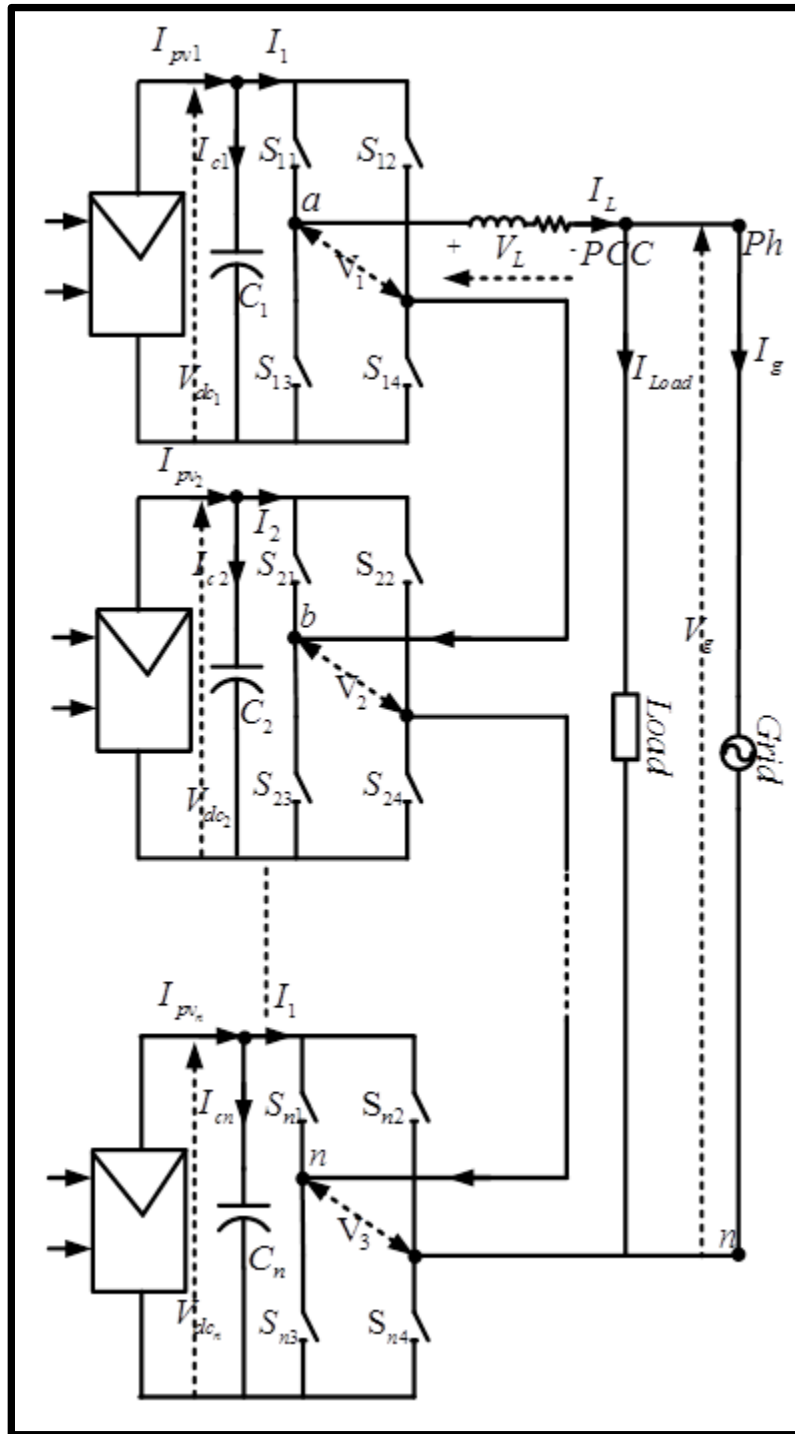 I_pv1 I_1
I_c1 S_11 S_12
a I_L
+ V_L - PCC Ph
V_1
C_1
V_dc1 S_13 S_14 I_Load I_g
I_pv2 I_2
I_c2 S_21 S_22
b
V_g
V_2
C_2 Load Grid
V_dc2 S_23 S_24
I_pvn I_1
I_cn S_n1 S_n2
n
V_3 n
C_n
V_dcn S_n3 S_n4